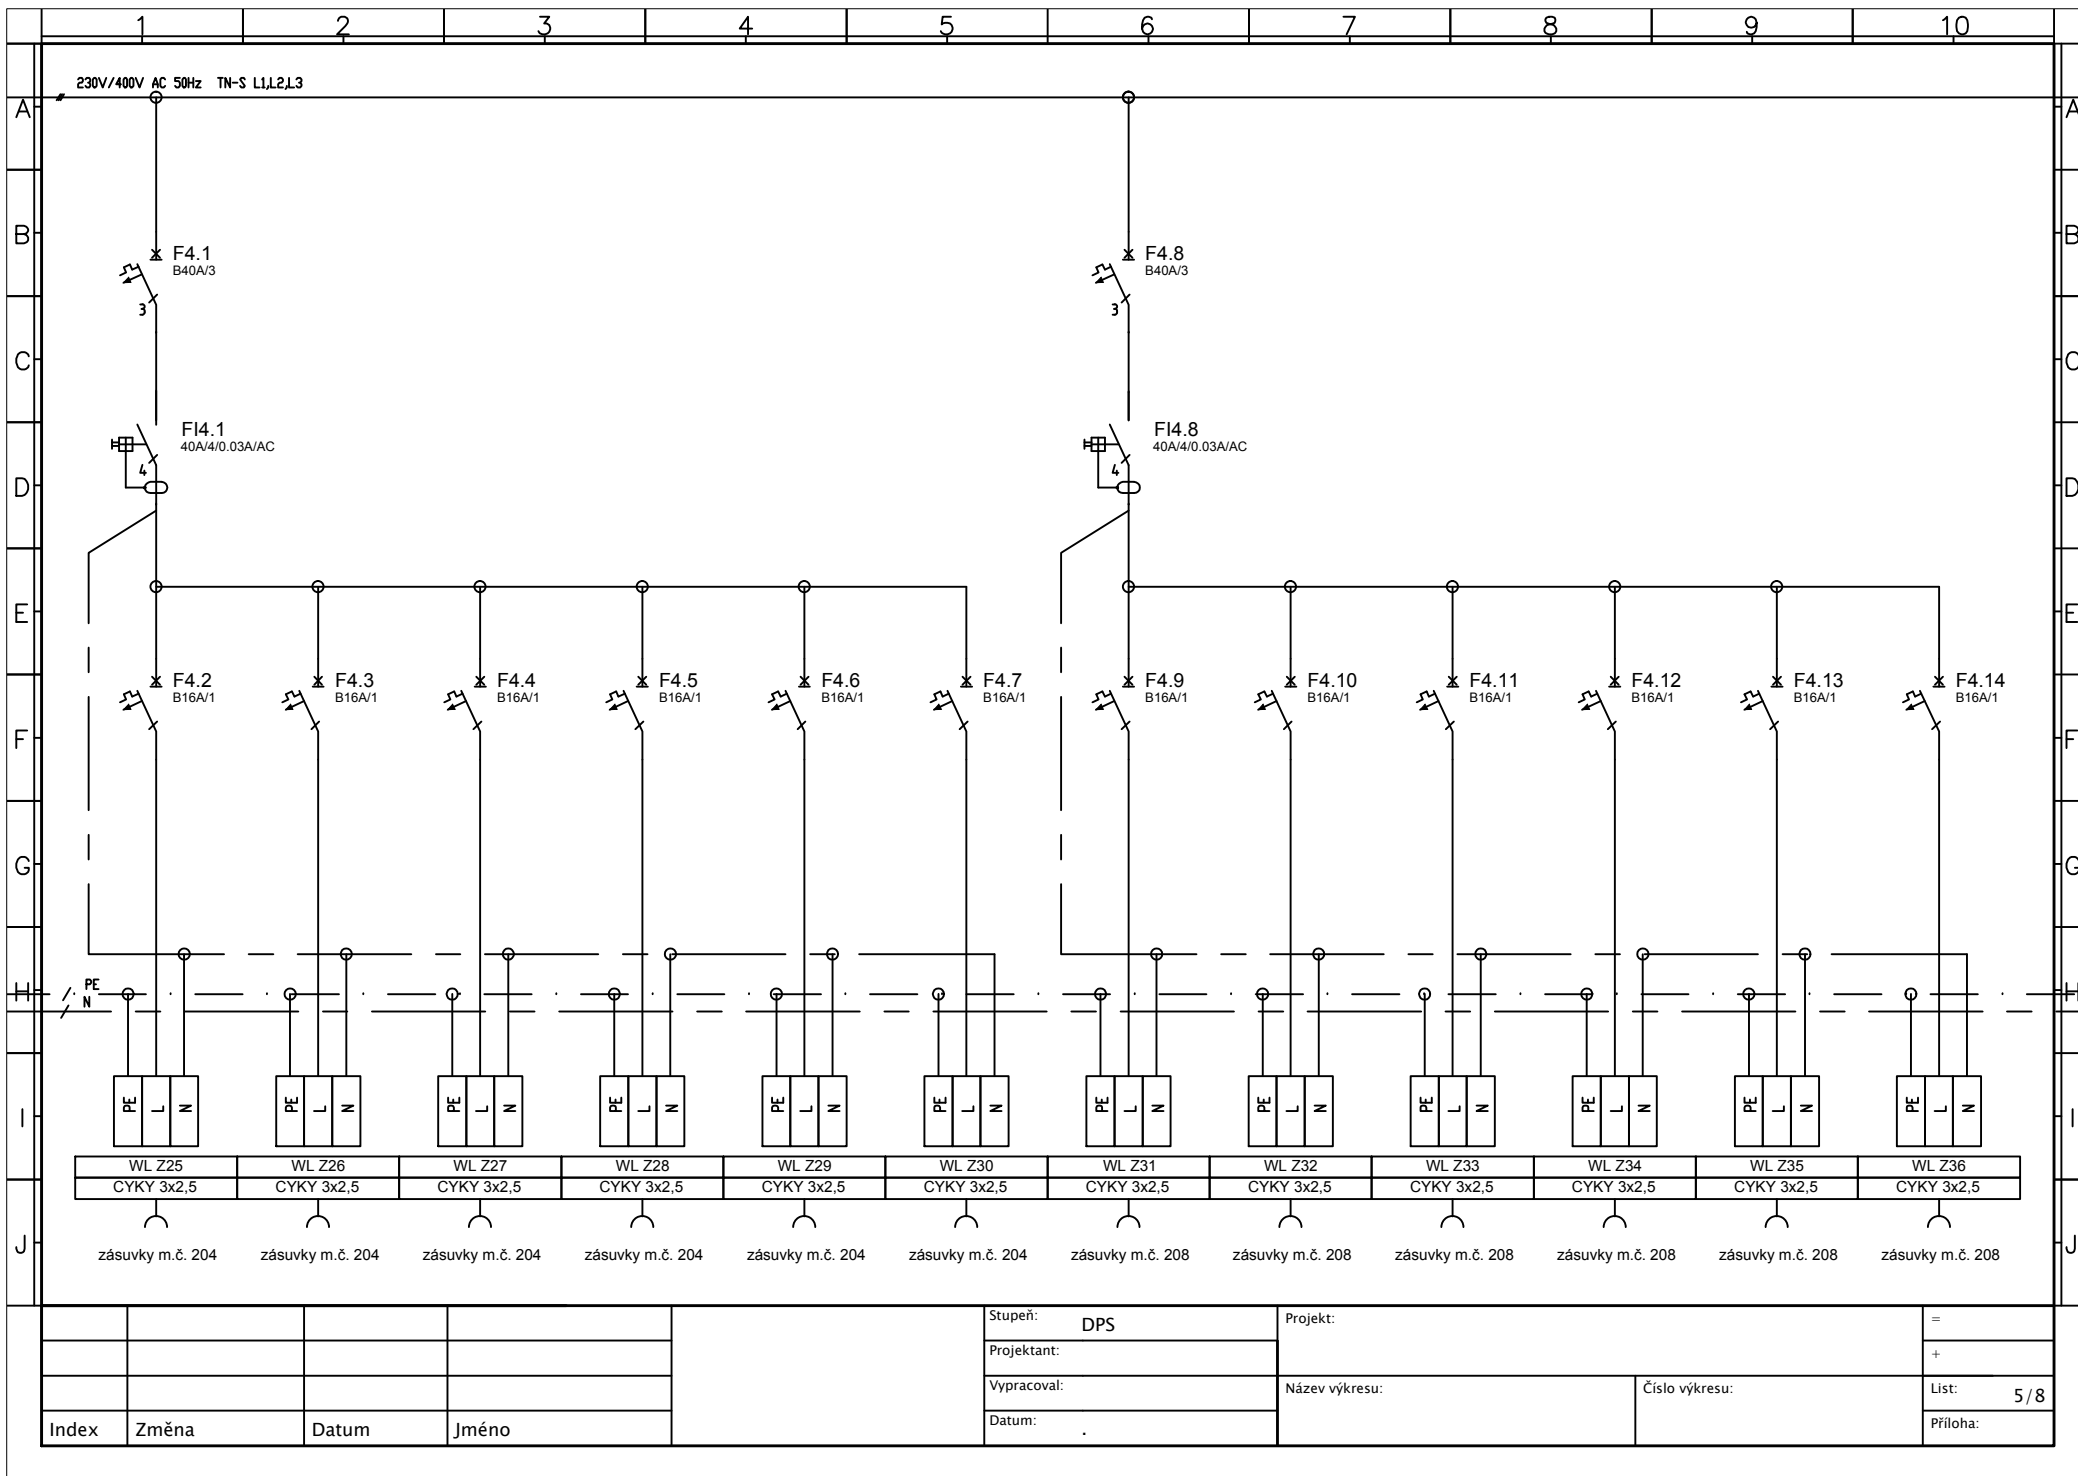 1 2 3 4 5 6 7 8 9 10
230V/400V AC 50Hz TN-S L1,L2,L3
A A
B B
F4.1 F4.8
B40A/3 B40A/3
3 3
C C
FI4.1 FI4.8
40A/4/0.03A/AC 40A/4/0.03A/AC
4 4
D D
E E
F4.2 F4.3 F4.4 F4.5 F4.6 F4.7 F4.9 F4.10 F4.11 F4.12 F4.13 F4.14
B16A/1 B16A/1 B16A/1 B16A/1 B16A/1 B16A/1 B16A/1 B16A/1 B16A/1 B16A/1 B16A/1 B16A/1
F F
G G
PE
H H
N
PE L N PE L N PE L N PE L N PE L N PE L N PE L N PE L N PE L N PE L N PE L N PE L N
I I
WL Z25 WL Z26 WL Z27 WL Z28 WL Z29 WL Z30 WL Z31 WL Z32 WL Z33 WL Z34 WL Z35 WL Z36
CYKY 3x2,5 CYKY 3x2,5 CYKY 3x2,5 CYKY 3x2,5 CYKY 3x2,5 CYKY 3x2,5 CYKY 3x2,5 CYKY 3x2,5 CYKY 3x2,5 CYKY 3x2,5 CYKY 3x2,5 CYKY 3x2,5
J J
zásuvky m.č. 204 zásuvky m.č. 204 zásuvky m.č. 204 zásuvky m.č. 204 zásuvky m.č. 204 zásuvky m.č. 204 zásuvky m.č. 208 zásuvky m.č. 208 zásuvky m.č. 208 zásuvky m.č. 208 zásuvky m.č. 208 zásuvky m.č. 208
Stupeň: DPS Projekt: =
Projektant: +
Vypracoval: Název výkresu: Číslo výkresu: List: 5/8
Index Změna Datum Jméno Datum: . Příloha: